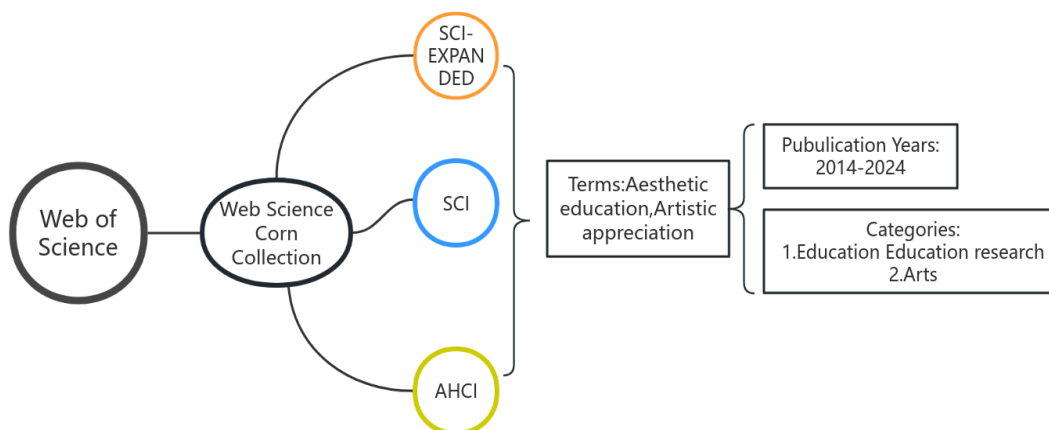 Web of
Science
Web Science
Corn
Collection
SCI-
EXPAN
DED
SCI
AHCI
Terms:Aesthetic
education,Artistic
appreciation
Pubulication Years:
2014-2024
Categories:
1.Education Education research
2.Arts